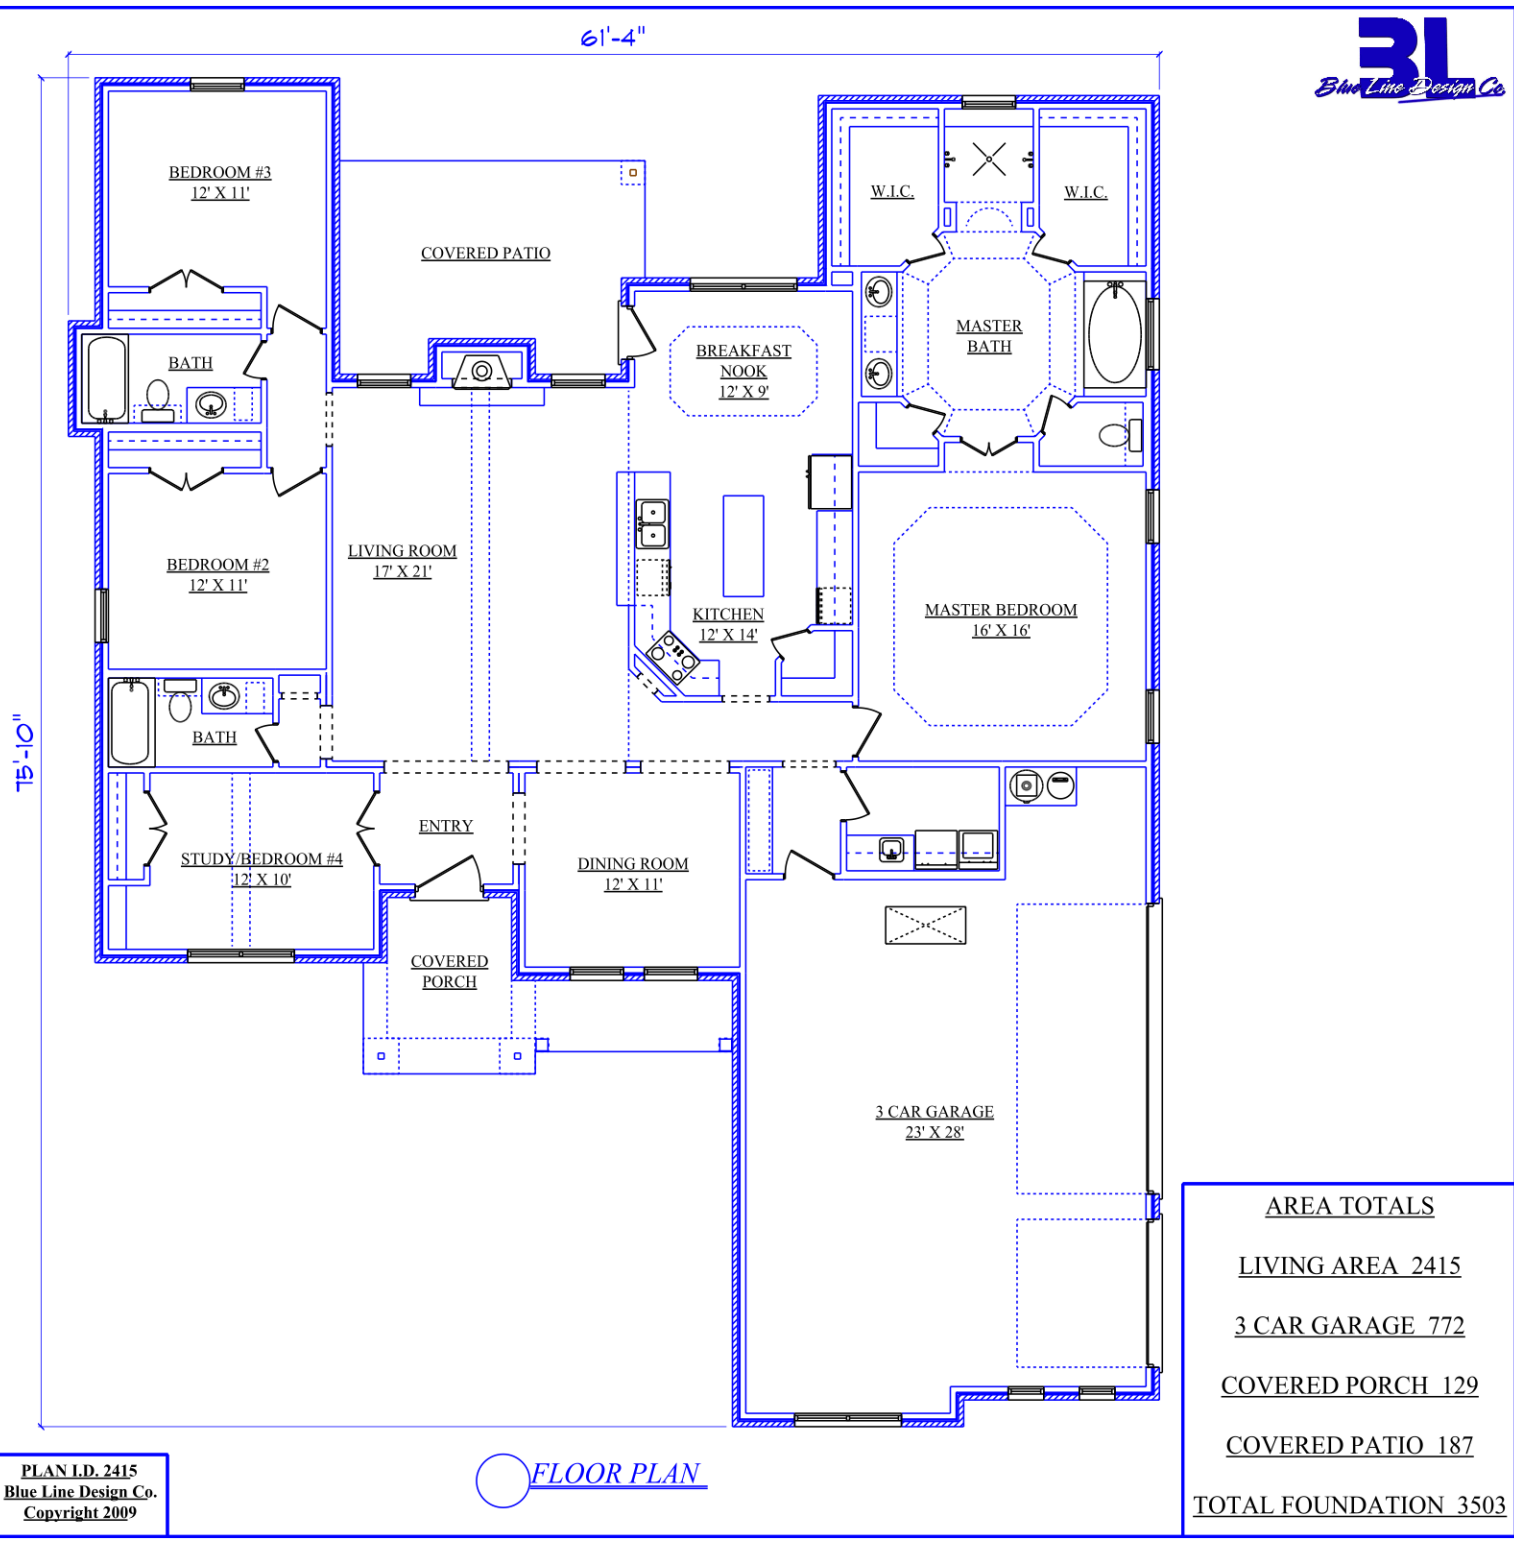 61'-4"
BL
Blue Line Design Co.
BEDROOM #3
12' X 11'
W.I.C.
W.I.C.
COVERED PATIO
MASTER
BATH
BATH
BREAKFAST
NOOK
12' X 9'
LIVING ROOM
17' X 21'
BEDROOM #2
12' X 11'
KITCHEN
12' X 14'
MASTER BEDROOM
16' X 16'
75'-10"
BATH
ENTRY
STUDY/BEDROOM #4
12' X 10'
DINING ROOM
12' X 11'
COVERED
PORCH
3 CAR GARAGE
23' X 28'
AREA TOTALS
LIVING AREA 2415
3 CAR GARAGE 772
COVERED PORCH 129
COVERED PATIO 187
TOTAL FOUNDATION 3503
FLOOR PLAN
PLAN I.D. 2415
Blue Line Design Co.
Copyright 2009